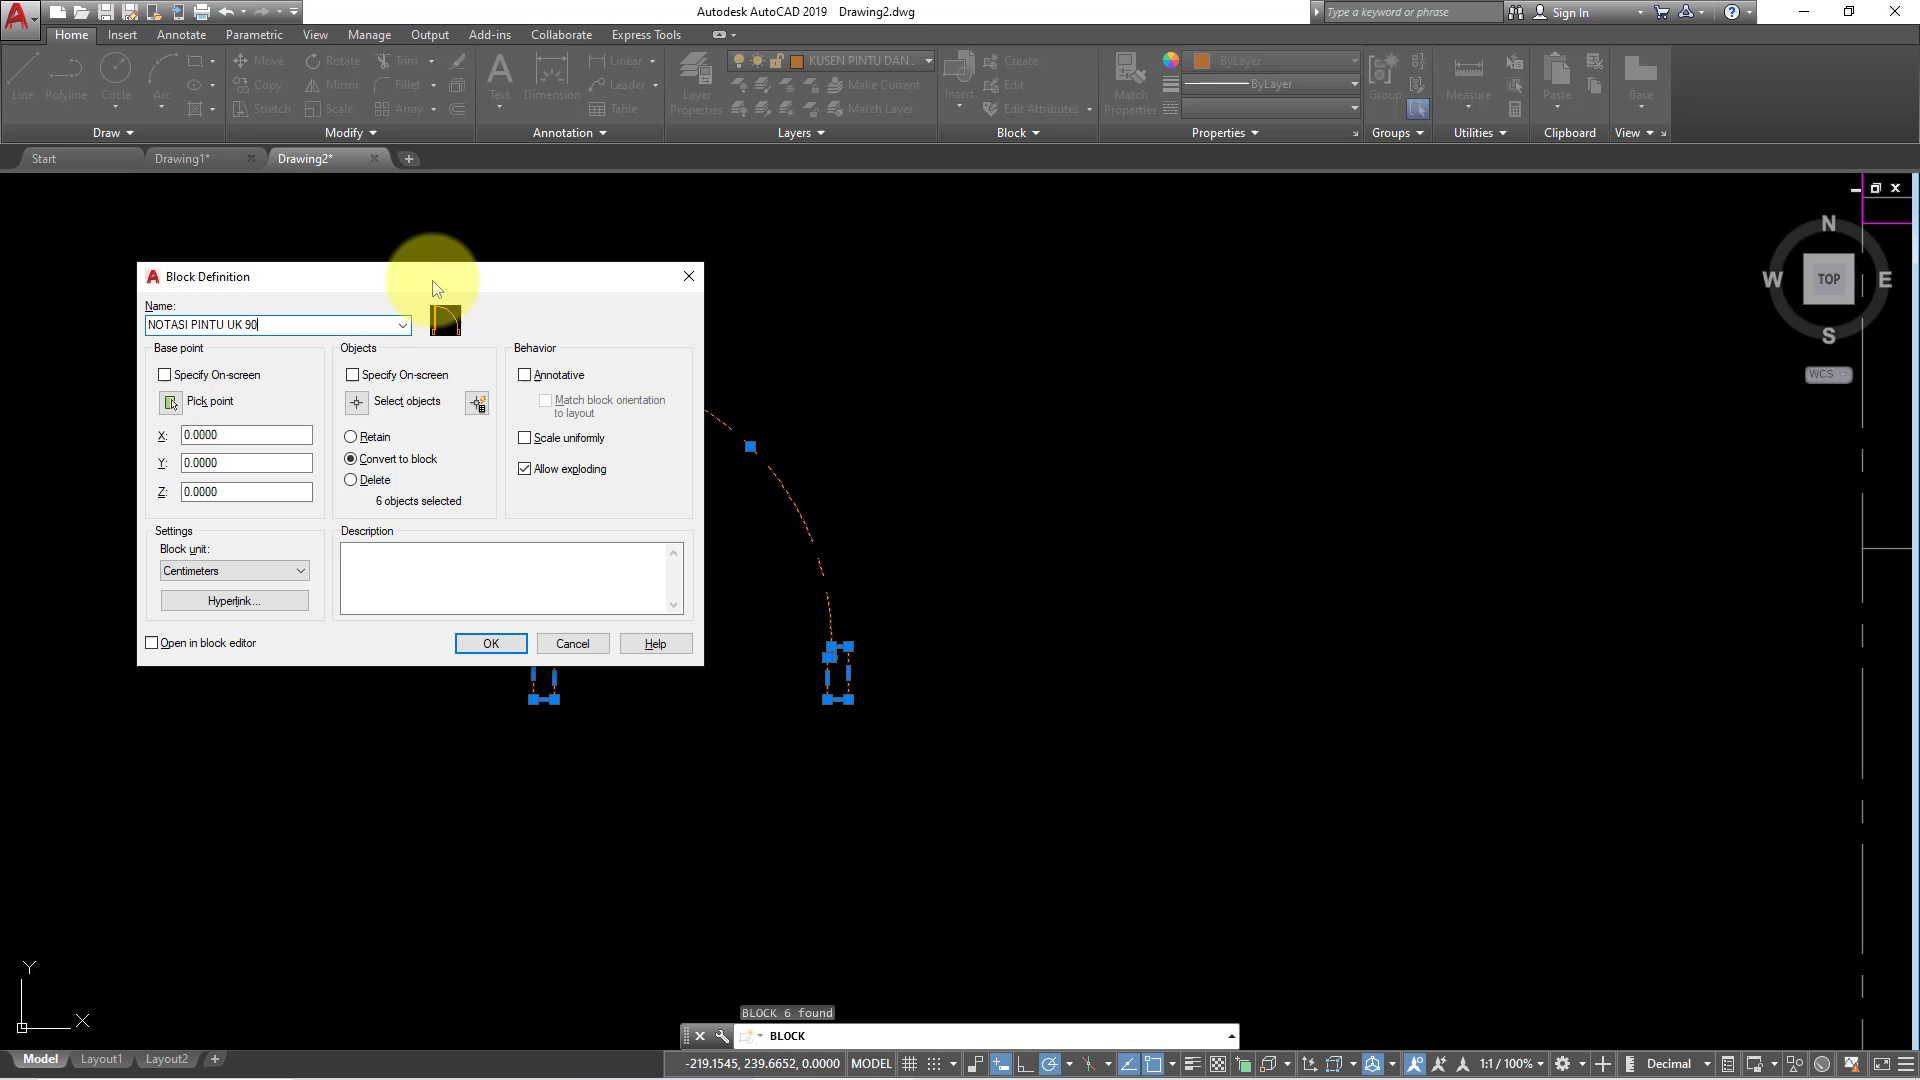 Autodesk AutoCAD 2019 Drawing2.dwg
Type a keyword or phrase
Sign In
Home Insert Annotate Parametric View Manage Output Add-ins Collaborate Express Tools
Line Polyline Circle Arc
Move Rotate Trim
Copy Mirror Fillet
Stretch Scale Array
Text Dimension
Linear
Leader
Table
Layer Properties
KUSEN PINTU DAN .
Make Current
Match Layer
Insert
Create
Edit
Edit Attributes
Match Properties
ByLayer
ByLayer
Group
Measure
Paste
Base
Draw Modify Annotation Layers Block Properties Groups Utilities Clipboard View
Start Drawing1* Drawing2*
N
W TOP E
S
WCS
Block Definition
Name:
NOTASI PINTU UK 90
Base point
Specify On-screen
Pick point
X: 0.0000
Y: 0.0000
Z: 0.0000
Objects
Specify On-screen
Select objects
Retain
Convert to block
Delete
6 objects selected
Behavior
Annotative
Match block orientation
to layout
Scale uniformly
Allow exploding
Settings
Block unit:
Centimeters
Hyperlink...
Description
Open in block editor
OK Cancel Help
Y
X
BLOCK 6 found
BLOCK
Model Layout1 Layout2
-219.1545, 239.6652, 0.0000 MODEL 1:1 / 100% Decimal